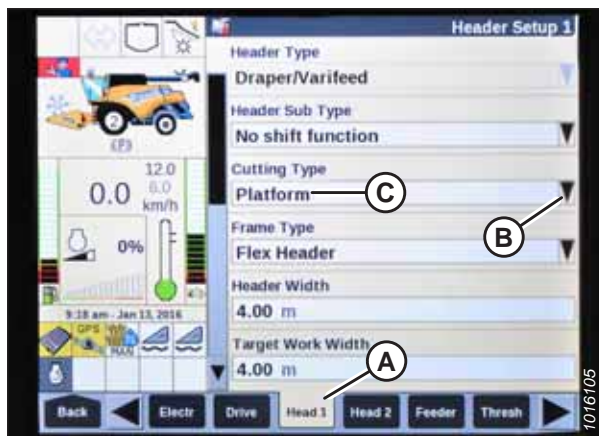 Header Setup 1
Header Type
Draper/Varifeed
Header Sub Type
No shift function
Cutting Type
Platform
C
B
Frame Type
Flex Header
Header Width
4.00 m
Target Work Width
4.00 m
A
2
(P)
12.0
0.0
6.0
km/h
0%
9:18 am - Jan 13, 2016
GPS
MAN
Back
Electr
Drive
Head 1
Head 2
Feeder
Thresh
1016105